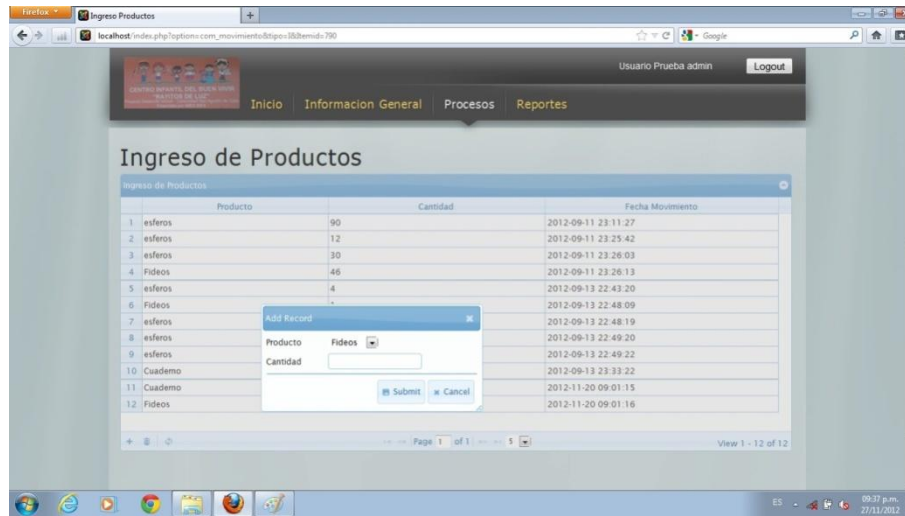 Firefox
Ingreso Productos
localhost/index.php?option=com_movimiento&tipo=I&Itemid=790
Google
CENTRO INFANTIL DEL BUEN VIVIR
"RAJITOS DE LUZ"
Usuario Prueba admin
Logout
Inicio Informacion General Procesos Reportes
Ingreso de Productos
Ingreso de Productos
Producto Cantidad Fecha Movimiento
1 esferos 90 2012-09-11 23:11:27
2 esferos 12 2012-09-11 23:25:42
3 esferos 30 2012-09-11 23:26:03
4 Fideos 46 2012-09-11 23:26:13
5 esferos 4 2012-09-13 22:43:20
6 Fideos 2012-09-13 22:48:09
7 esferos 2012-09-13 22:48:19
8 esferos 2012-09-13 22:49:20
9 esferos 2012-09-13 22:49:22
10 Cuaderno 2012-09-13 23:33:22
11 Cuaderno 2012-11-20 09:01:15
12 Fideos 2012-11-20 09:01:16
Add Record
Producto Fideos
Cantidad
Submit Cancel
Page 1 of 1 5
View 1 - 12 of 12
ES
09:37 p.m.
27/11/2012